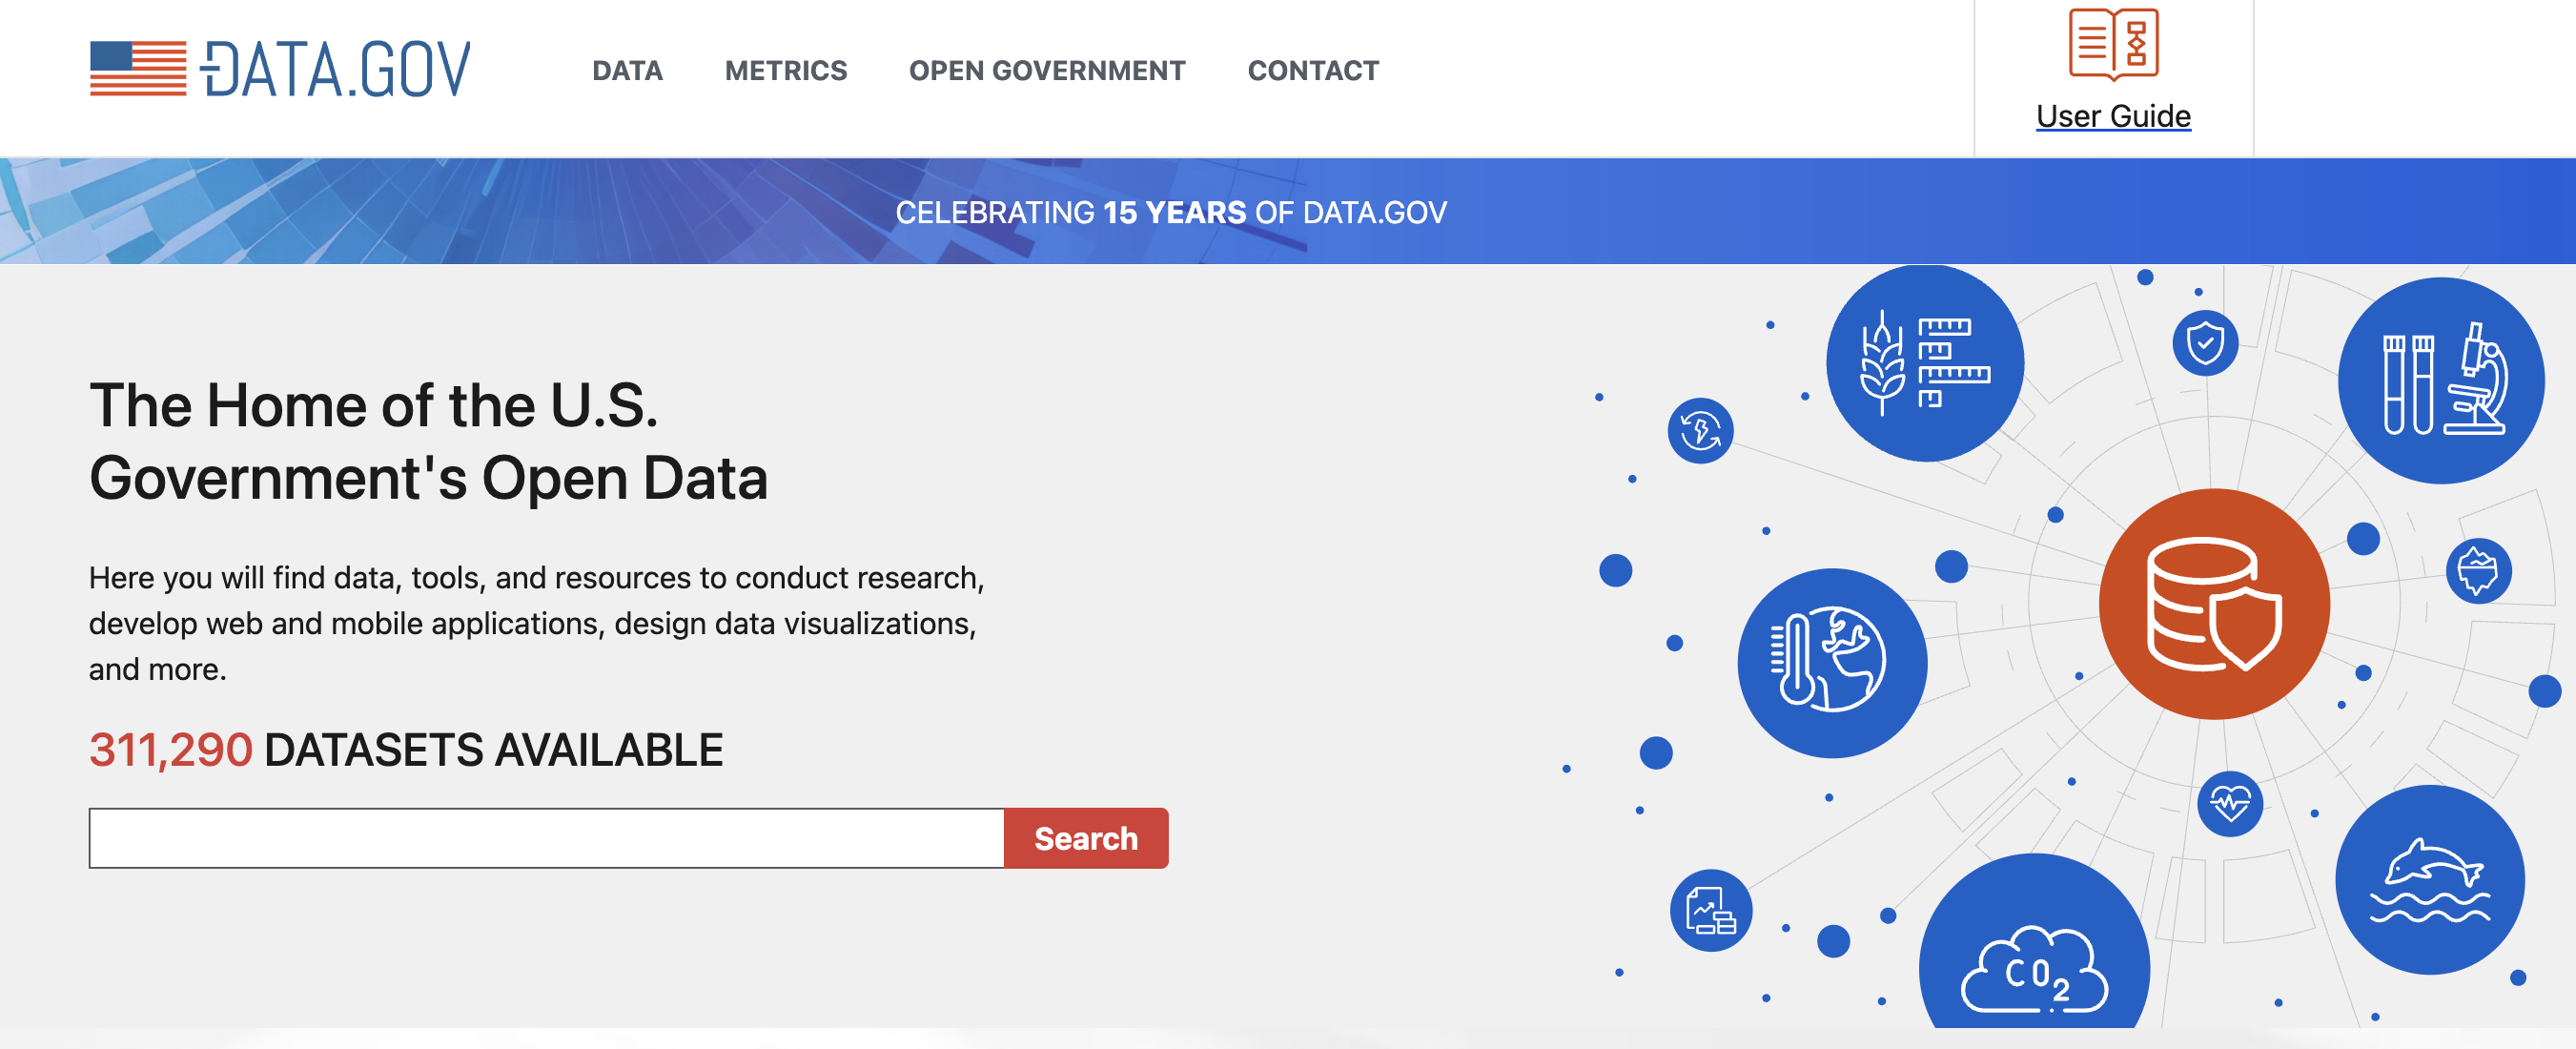 DATA.GOV
DATA METRICS OPEN GOVERNMENT CONTACT
User Guide
CELEBRATING 15 YEARS OF DATA.GOV
The Home of the U.S.
Government's Open Data
Here you will find data, tools, and resources to conduct research,
develop web and mobile applications, design data visualizations,
and more.
311,290 DATASETS AVAILABLE
Search
CO2